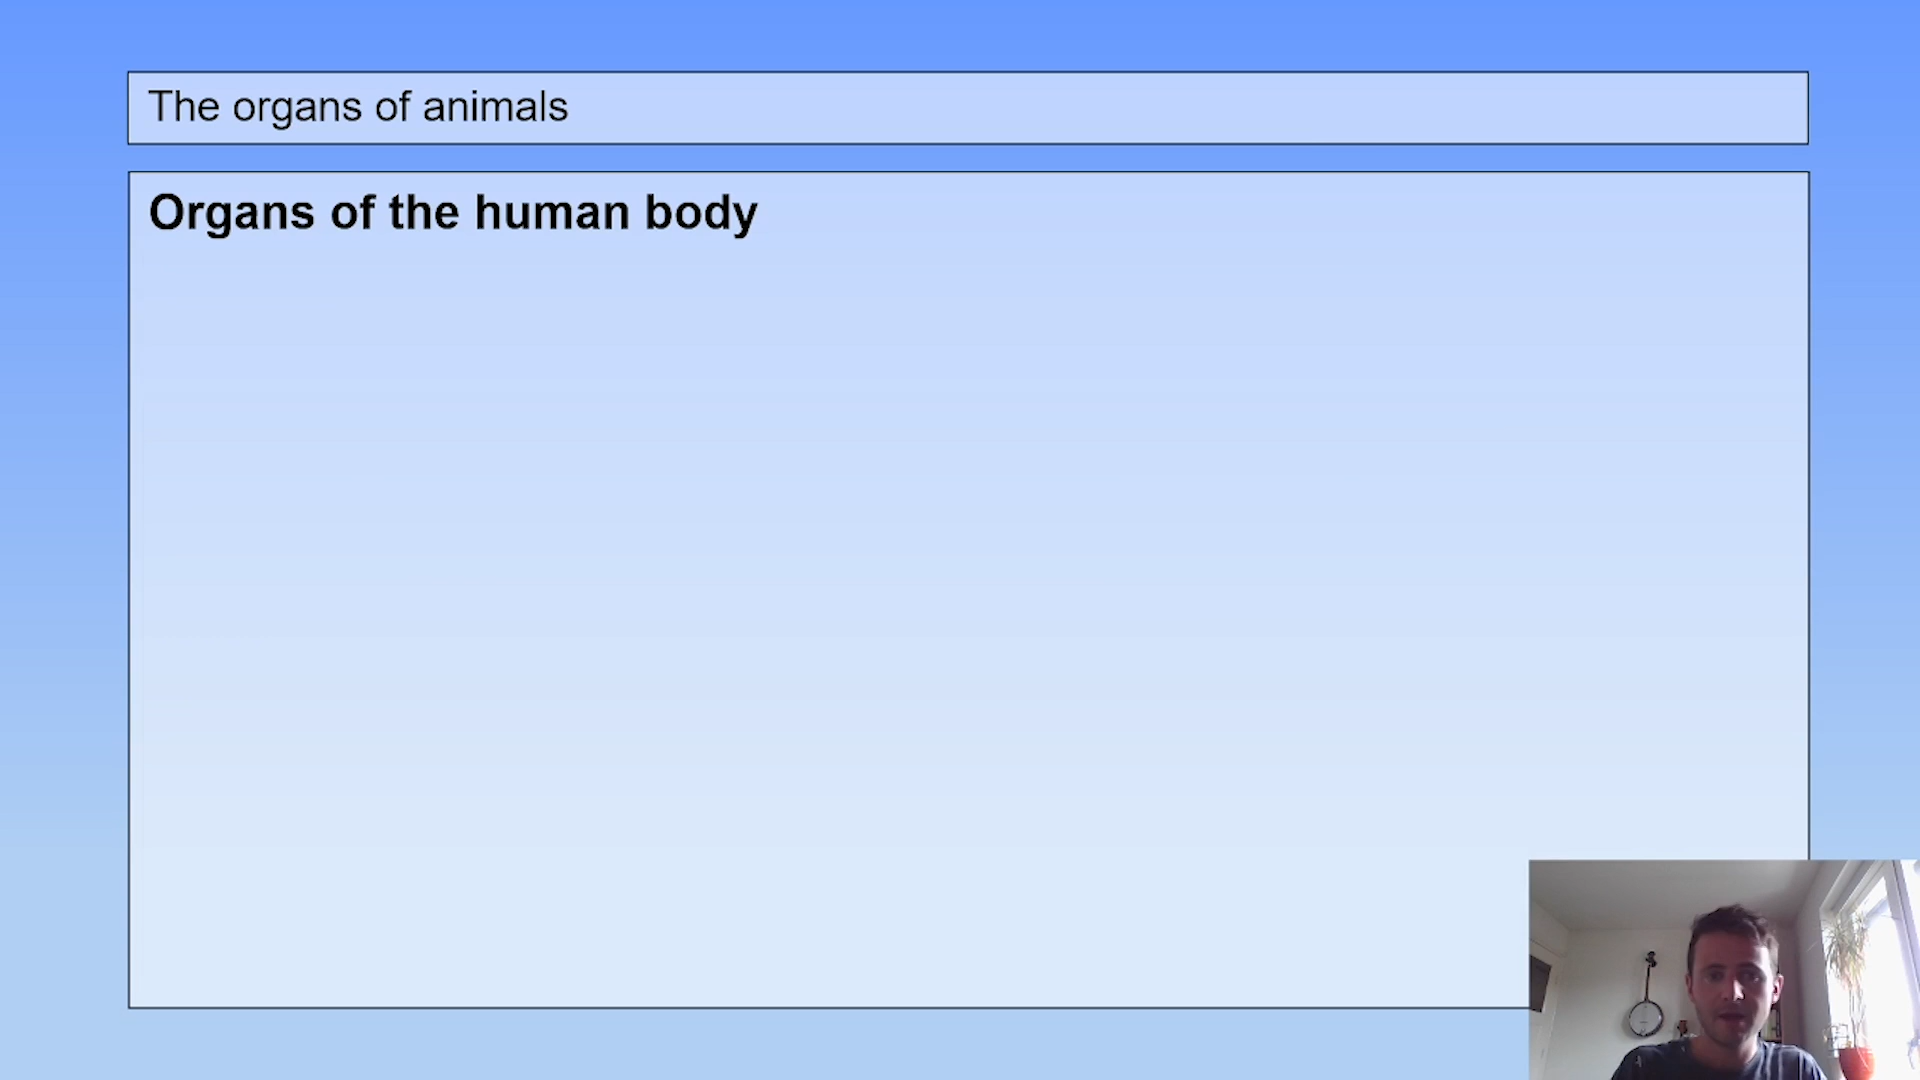 The organs of animals
Organs of the human body